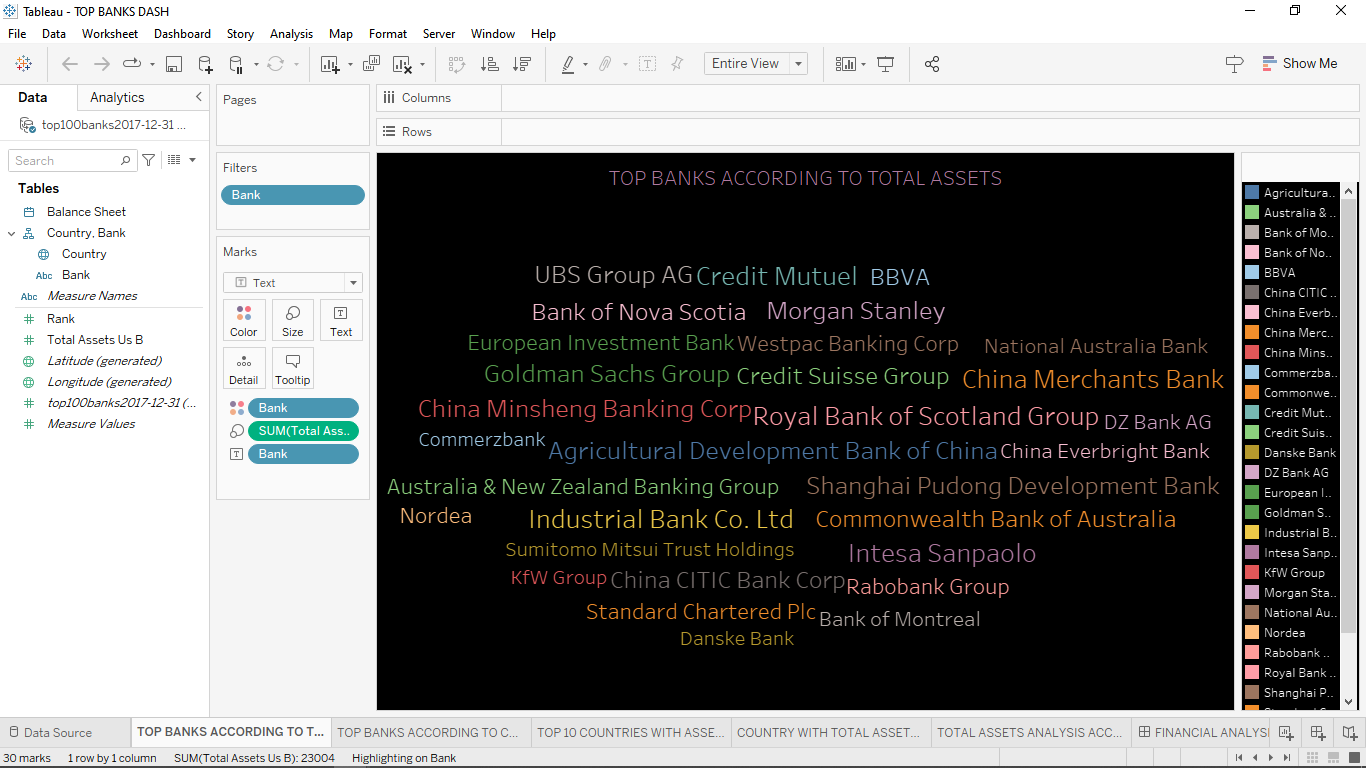 Tableau - TOP BANKS DASH
File Data Worksheet Dashboard Story Analysis Map Format Server Window Help
Entire View
Show Me
Data Analytics
top100banks2017-12-31 ...
Search
Tables
Balance Sheet
Country, Bank
Country
Abc Bank
Abc Measure Names
Rank
Total Assets Us B
Latitude (generated)
Longitude (generated)
top100banks2017-12-31 (...
Measure Values
Pages
Filters
Bank
Marks
Text
Color Size Text
Detail Tooltip
Bank
SUM(Total Ass..
Bank
Columns
Rows
TOP BANKS ACCORDING TO TOTAL ASSETS
UBS Group AG Credit Mutuel BBVA
Bank of Nova Scotia Morgan Stanley
European Investment Bank Westpac Banking Corp National Australia Bank
Goldman Sachs Group Credit Suisse Group China Merchants Bank
China Minsheng Banking Corp Royal Bank of Scotland Group DZ Bank AG
Commerzbank Agricultural Development Bank of China China Everbright Bank
Australia & New Zealand Banking Group Shanghai Pudong Development Bank
Nordea Industrial Bank Co. Ltd Commonwealth Bank of Australia
Sumitomo Mitsui Trust Holdings Intesa Sanpaolo
KfW Group China CITIC Bank Corp Rabobank Group
Standard Chartered Plc Bank of Montreal
Danske Bank
Agricultura..
Australia & ..
Bank of Mo..
Bank of No..
BBVA
China CITIC ..
China Everb..
China Merc..
China Mins..
Commerzba..
Commonwe..
Credit Mut..
Credit Suis..
Danske Bank
DZ Bank AG
European I..
Goldman S..
Industrial B..
Intesa Sanp..
KfW Group
Morgan Sta..
National Au..
Nordea
Rabobank ..
Royal Bank ..
Shanghai P..
Data Source TOP BANKS ACCORDING TO T... TOP BANKS ACCORDING TO C... TOP 10 COUNTRIES WITH ASSE... COUNTRY WITH TOTAL ASSET... TOTAL ASSETS ANALYSIS ACC... FINANCIAL ANALYSI
30 marks 1 row by 1 column SUM(Total Assets Us B): 23004 Highlighting on Bank